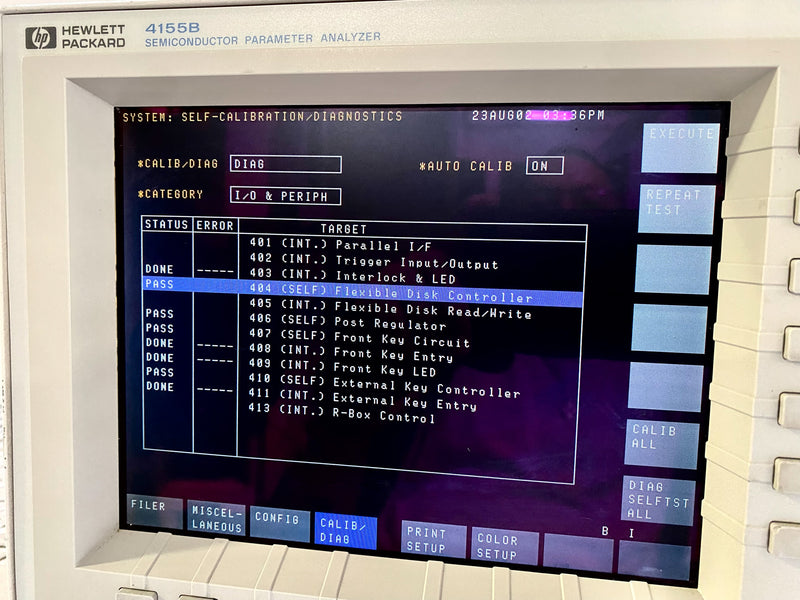 hp HEWLETT PACKARD
4155B
SEMICONDUCTOR PARAMETER ANALYZER
SYSTEM: SELF-CALIBRATION/DIAGNOSTICS 23AUG02 03:36PM
*CALIB/DIAG DIAG *AUTO CALIB ON
*CATEGORY I/O & PERIPH
STATUS ERROR TARGET
401 (INT.) Parallel I/F
402 (INT.) Trigger Input/Output
DONE ----- 403 (INT.) Interlock & LED
PASS 404 (SELF) Flexible Disk Controller
405 (INT.) Flexible Disk Read/Write
PASS 406 (SELF) Post Regulator
PASS 407 (SELF) Front Key Circuit
DONE ----- 408 (INT.) Front Key Entry
DONE ----- 409 (INT.) Front Key LED
PASS 410 (SELF) External Key Controller
DONE ----- 411 (INT.) External Key Entry
413 (INT.) R-Box Control
EXECUTE
REPEAT
TEST
CALIB
ALL
DIAG
SELFTST
ALL
B I
FILER
MISCEL-
LANEOUS
CONFIG
CALIB/
DIAG
PRINT
SETUP
COLOR
SETUP